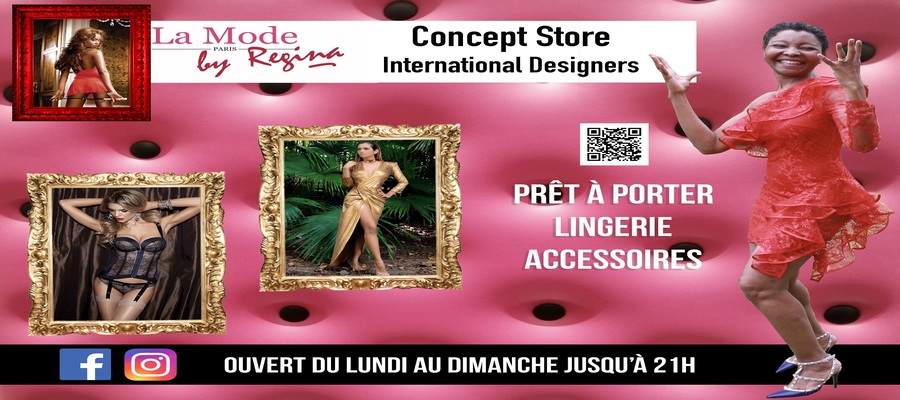 La Mode
PARIS
by Regina
Concept Store
International Designers
PRÊT À PORTER
LINGERIE
ACCESSOIRES
OUVERT DU LUNDI AU DIMANCHE JUSQU'À 21H